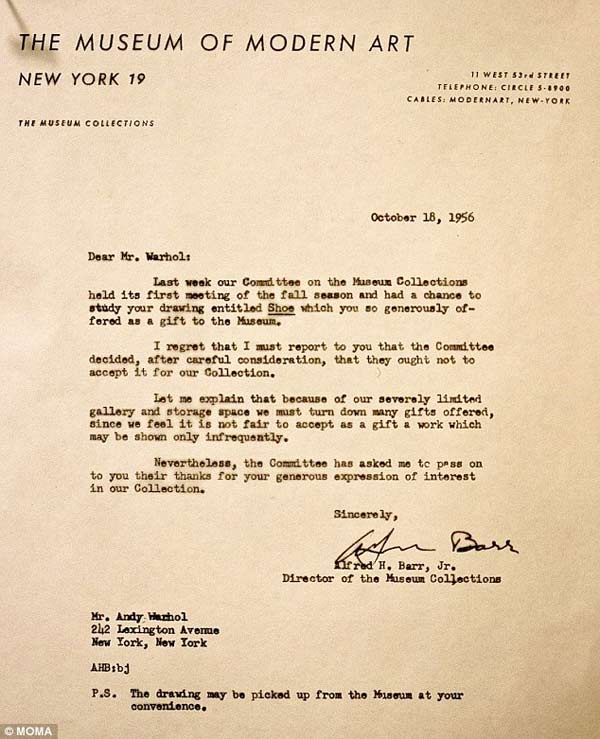 THE MUSEUM OF MODERN ART
NEW YORK 19
11 WEST 53rd STREET
TELEPHONE: CIRCLE 5-8900
CABLES: MODERNART, NEW-YORK
THE MUSEUM COLLECTIONS
October 18, 1956
Dear Mr. Warhol:
Last week our Committee on the Museum Collections
held its first meeting of the fall season and had a chance to
study your drawing entitled Shoe which you so generously of-
fered as a gift to the Museum.
I regret that I must report to you that the Committee
decided, after careful consideration, that they ought not to
accept it for our Collection.
Let me explain that because of our severely limited
gallery and storage space we must turn down many gifts offered,
since we feel it is not fair to accept as a gift a work which
may be shown only infrequently.
Nevertheless, the Committee has asked me to pass on
to you their thanks for your generous expression of interest
in our Collection.
Sincerely,
Alfred H. Barr, Jr.
Director of the Museum Collections
Mr. Andy Warhol
242 Lexington Avenue
New York, New York
AHB:bj
P.S. The drawing may be picked up from the Museum at your
convenience.
© MOMA